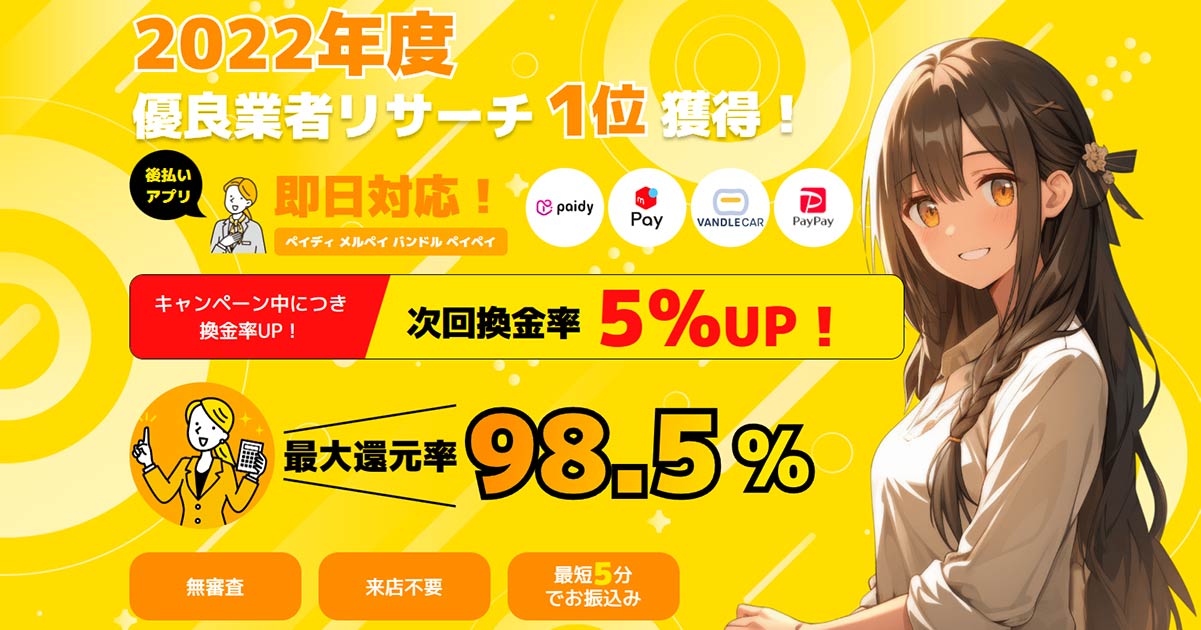 2022年度
優良業者リサーチ 1位 獲得！
後払い
アプリ
即日対応！
ペイディ メルペイ バンドル ペイペイ
paidy
m
Pay
VANDLE CARD
PayPay
キャンペーン中につき
換金率UP！
次回換金率 5%UP！
最大還元率 98.5%
無審査
来店不要
最短5分
でお振込み